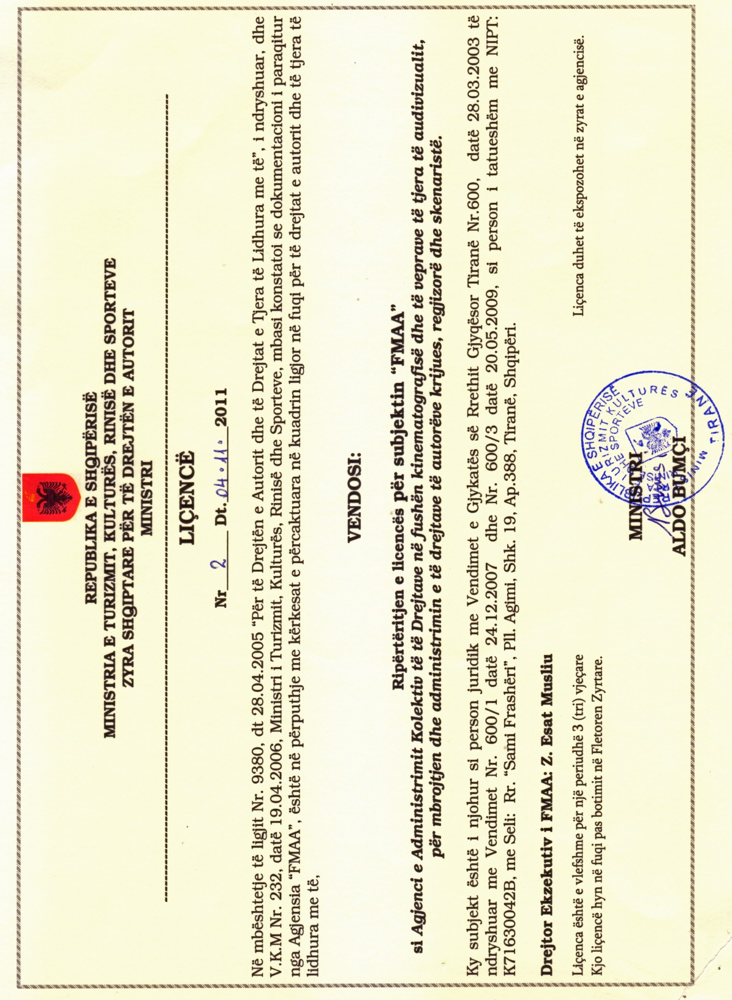 REPUBLIKA E SHQIPËRISË
MINISTRIA E TURIZMIT, KULTURËS, RINISË DHE SPORTEVE
ZYRA SHQIPTARE PËR TË DREJTËN E AUTORIT
MINISTRI
LIÇENCË
Nr 2 Dt. 04.11. 2011
Në mbështetje të ligjit Nr. 9380, dt 28.04.2005 “Për të Drejtën e Autorit dhe të Drejtat e Tjera të Lidhura me të”, i ndryshuar, dhe
V.K.M Nr. 232, datë 19.04.2006, Ministri i Turizmit, Kulturës, Rinisë dhe Sporteve, mbasi konstatoi se dokumentacioni i paraqitur
nga Agjensia “FMAA”, është në përputhje me kërkesat e përcaktuara në kuadrin ligjor në fuqi për të drejtat e autorit dhe të tjera të
lidhura me të,
VENDOSI:
Ripërtëritjen e licencës për subjektin “FMAA”
si Agjenci e Administrimit Kolektiv të të Drejtave në fushën kinematografisë dhe të veprave të tjera të audivizualit,
për mbrojtjen dhe administrimin e të drejtave të autorëve krijues, regjizorë dhe skenaristë.
Ky subjekt është i njohur si person juridik me Vendimet e Gjykatës së Rrethit Gjyqësor Tiranë Nr.600, datë 28.03.2003 të
ndryshuar me Vendimet Nr. 600/1 datë 24.12.2007 dhe Nr. 600/3 datë 20.05.2009, si person i tatueshëm me NIPT:
K71630042B, me Seli: Rr. “Sami Frashëri”, Pll. Agimi, Shk. 19, Ap.388, Tiranë, Shqipëri.
Drejtor Ekzekutiv i FMAA: Z. Esat Musliu
Liçenca është e vlefshme për një periudhë 3 (tri) vjeçare
Kjo liçencë hyn në fuqi pas botimit në Fletoren Zyrtare.
Liçenca duhet të ekspozohet në zyrat e agjencisë.
MINISTRI
ALDO BUMÇI